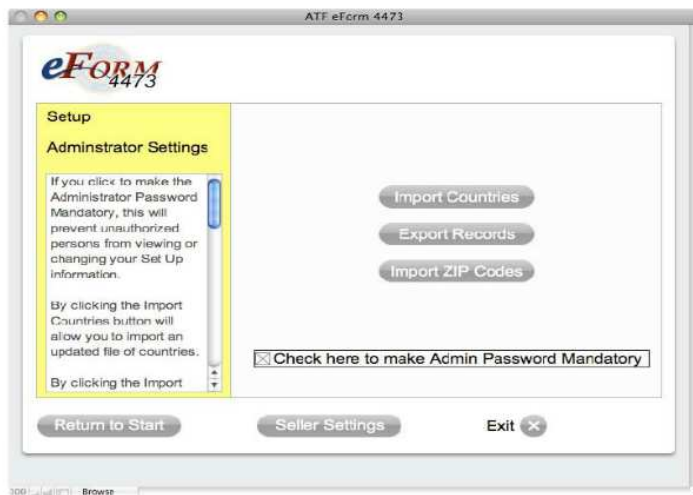 ATF eForm 4473
eFORM
4473
Setup
Adminstrator Settings
If you click to make the
Administrator Password
Mandatory, this will
prevent unauthorized
persons from viewing or
changing your Set Up
information.
By clicking the Import
Countries button will
allow you to import an
updated file of countries.
By clicking the Import
Import Countries
Export Records
Import ZIP Codes
Check here to make Admin Password Mandatory
Return to Start
Seller Settings
Exit
100
Browse